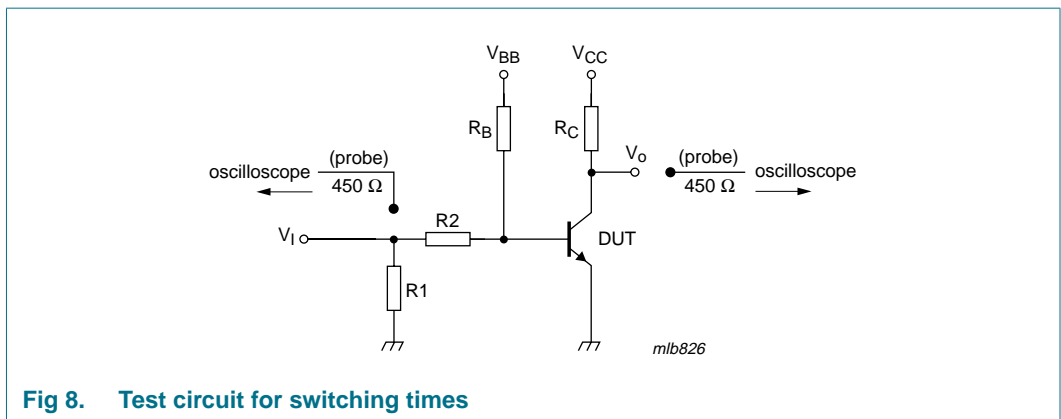 V_BB
V_CC
R_B
R_C
(probe)
oscilloscope
450 Ω
V_o
(probe)
oscilloscope
450 Ω
R2
V_I
DUT
R1
mlb826
Fig 8. Test circuit for switching times